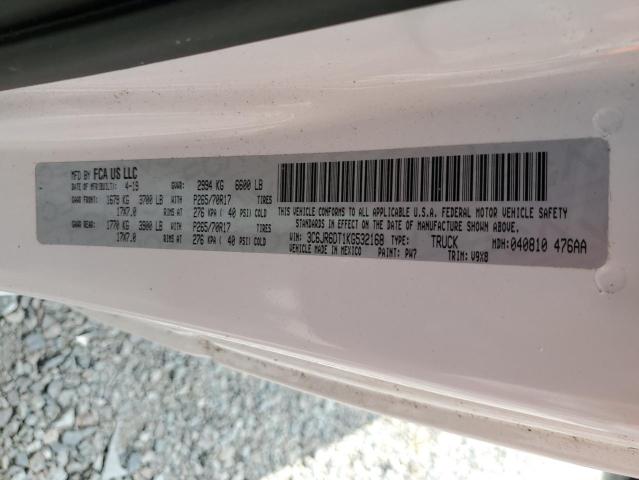 MFD BY FCA US LLC
DATE OF MFR(BUILT): 4-19 GVWR: 2994 KG 6600 LB
GAWR FRONT: 1679 KG 3700 LB WITH P265/70R17 TIRES
17X7.0 RIMS AT 276 KPA ( 40 PSI) COLD
GAWR REAR: 1770 KG 3900 LB WITH P265/70R17 TIRES
17X7.0 RIMS AT 276 KPA ( 40 PSI) COLD
THIS VEHICLE CONFORMS TO ALL APPLICABLE U.S.A. FEDERAL MOTOR VEHICLE SAFETY
STANDARDS IN EFFECT ON THE DATE OF MANUFACTURE SHOWN ABOVE.
VIN: 3C6JR6DT1KG532168 TYPE: TRUCK MDH: 040810 476AA
VEHICLE MADE IN MEXICO PAINT: PW7 TRIM: V9X8